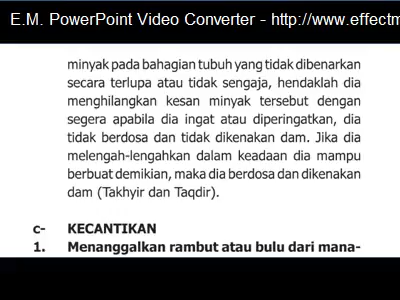 E.M. PowerPoint Video Converter - http://www.effectm
minyak pada bahagian tubuh yang tidak dibenarkan
secara terlupa atau tidak sengaja, hendaklah dia
menghilangkan kesan minyak tersebut dengan
segera apabila dia ingat atau diperingatkan, dia
tidak berdosa dan tidak dikenakan dam. Jika dia
melengah-lengahkan dalam keadaan dia mampu
berbuat demikian, maka dia berdosa dan dikenakan
dam (Takhyir dan Taqdir).
c- KECANTIKAN
1. Menanggalkan rambut atau bulu dari mana-